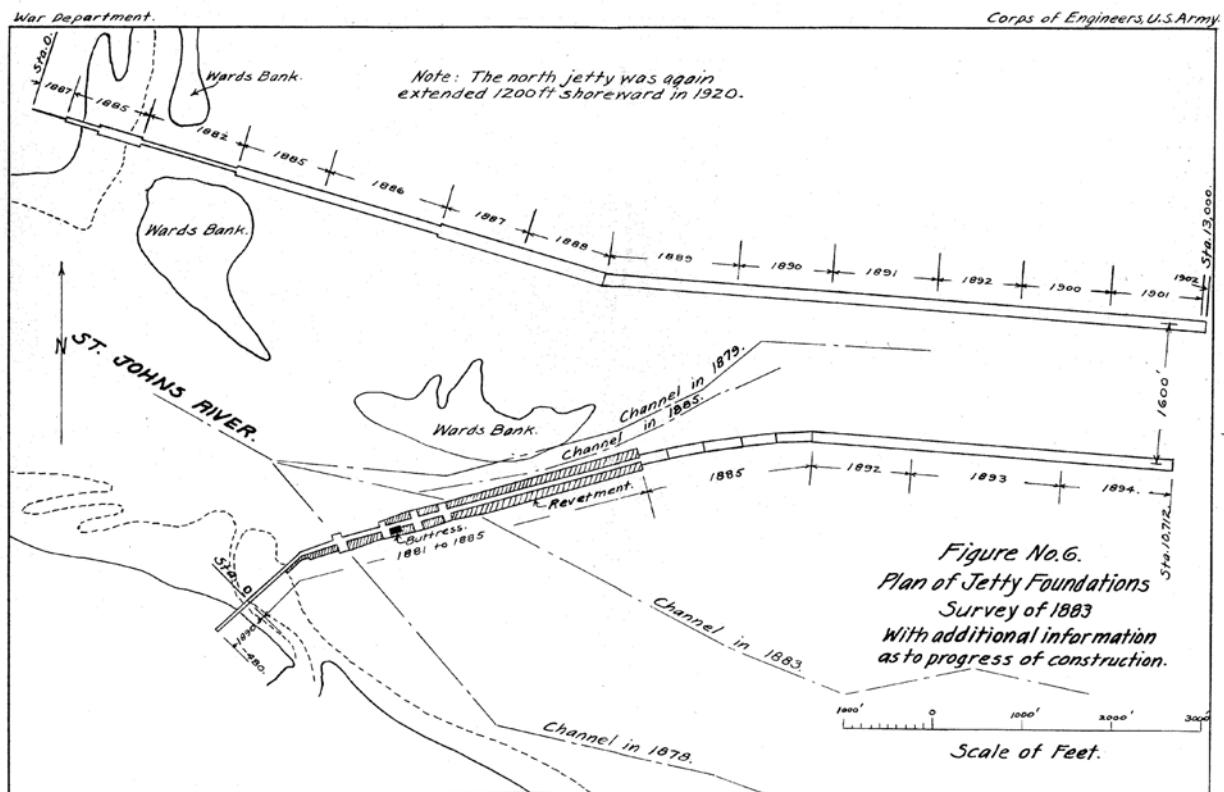 War Department.
Corps of Engineers, U.S. Army.
Sta. 0.
Wards Bank.
Note: The north jetty was again
extended 1200 ft shoreward in 1920.
1887
1885
1882
1885
1886
1887
1888
1889
1890
1891
1892
1900
1901
1902
Sta. 13,000.
Wards Bank.
N
ST. JOHNS RIVER.
Channel in 1879.
Channel in 1885.
Wards Bank.
1600'
1885
1892
1893
1894.
Sta. 10,712.
Revetment.
Buttress.
1881 to 1885
Sta. 0
1890
480.
Channel in 1883.
Channel in 1878.
Figure No. 6.
Plan of Jetty Foundations
Survey of 1883
With additional information
as to progress of construction.
1000' 0 1000' 2000' 3000'
Scale of Feet.